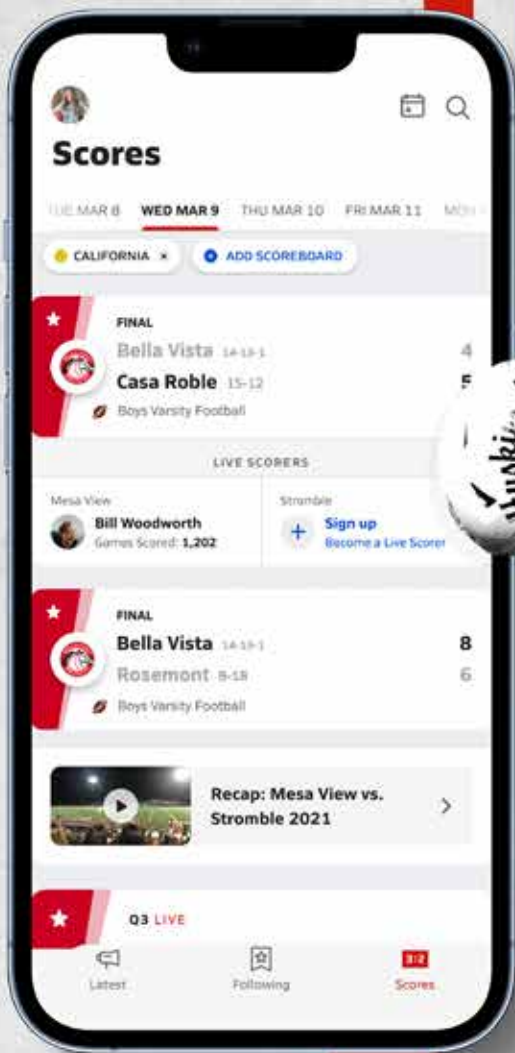 Scores
TUE MAR 8 WED MAR 9 THU MAR 10 FRI MAR 11 MON
CALIFORNIA × ADD SCOREBOARD
FINAL
Bella Vista 14-13-1 4
Casa Roble 15-12 5
Boys Varsity Football
LIVE SCORERS
Mesa View
Bill Woodworth
Games Scored: 1,202
Stromble
Sign up
Become a Live Scorer
FINAL
Bella Vista 14-13-1 8
Rosemont 9-18 6
Boys Varsity Football
Recap: Mesa View vs.
Stromble 2021
Q3 LIVE
Latest Following Scores